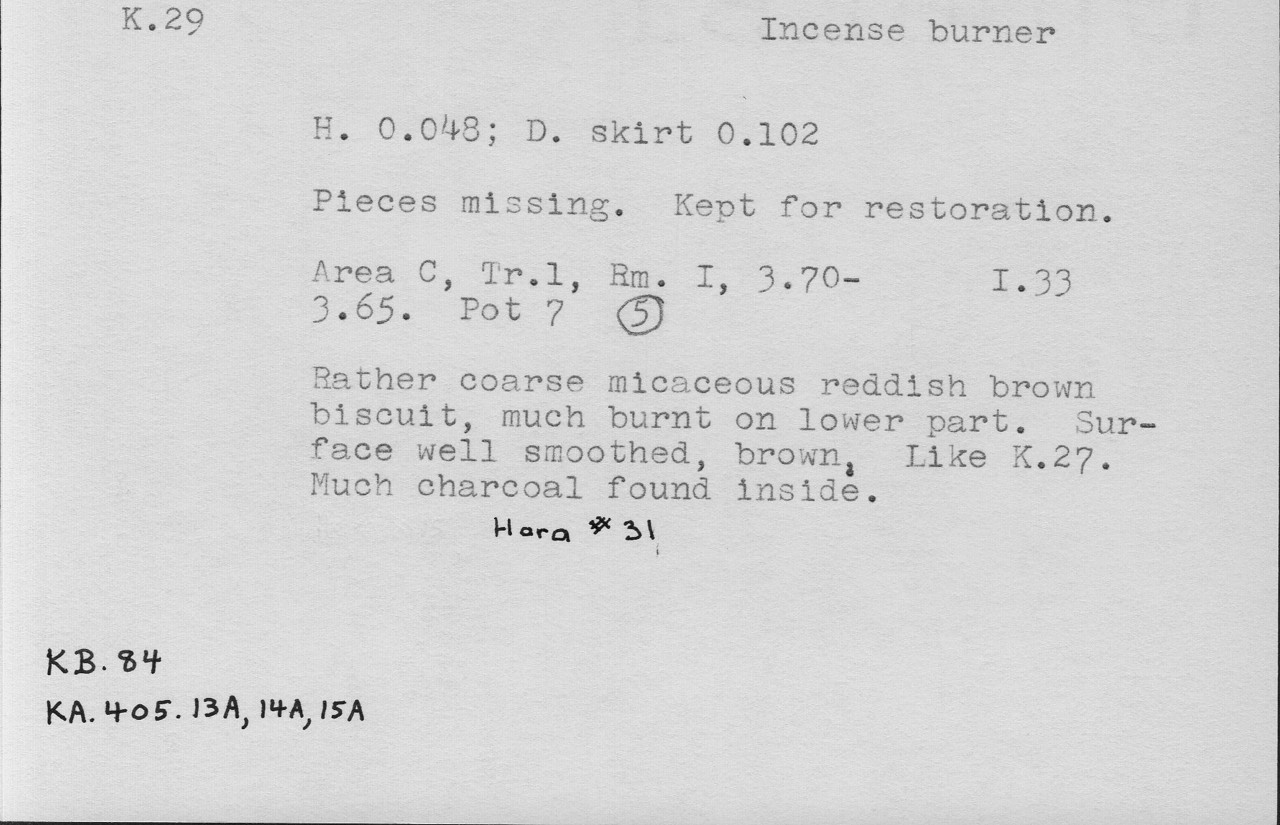 K.29 Incense burner
H. 0.048; D. skirt 0.102
Pieces missing. Kept for restoration.
Area C, Tr.1, Rm. I, 3.70- I.33
3.65. Pot 7 (5)
Rather coarse micaceous reddish brown
biscuit, much burnt on lower part. Sur-
face well smoothed, brown, Like K.27.
Much charcoal found inside.
Hara # 31
KB. 84
KA. 405. 13A, 14A, 15A